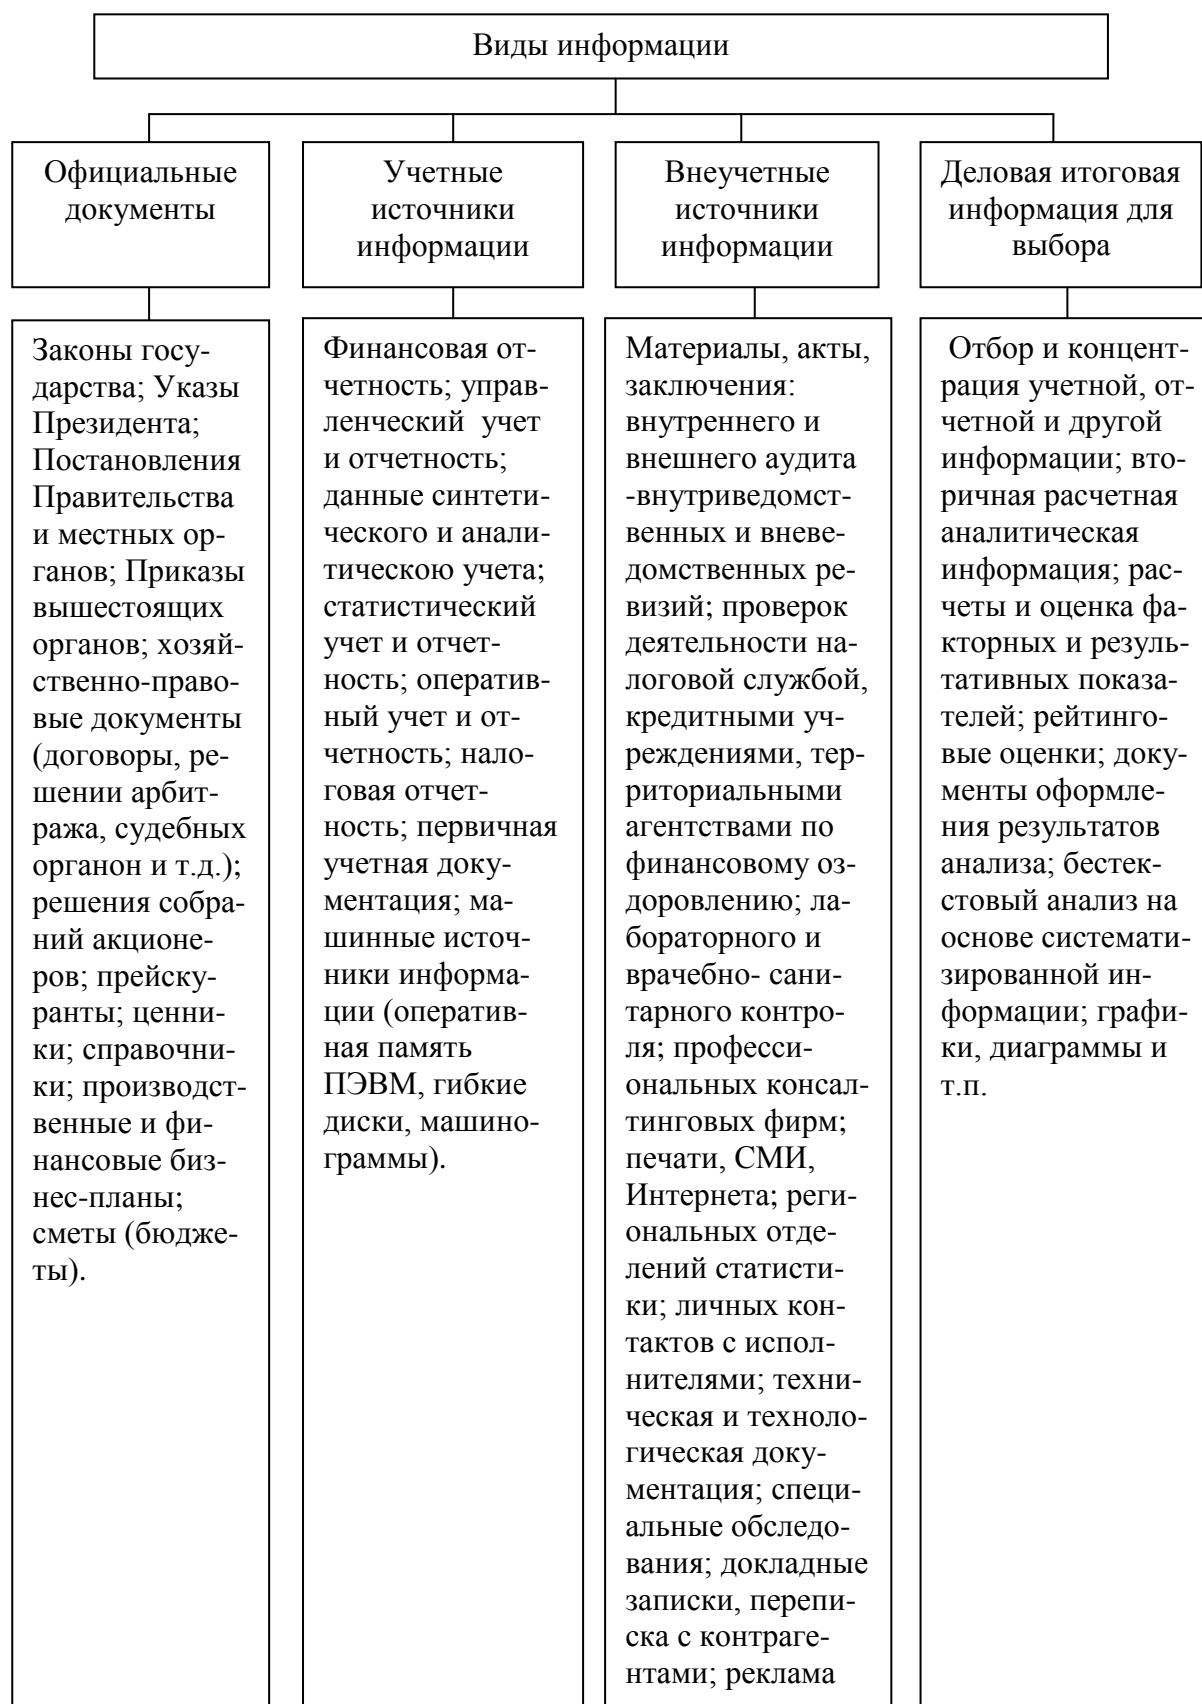 Виды информации
Официальные
документы
Учетные
источники
информации
Внеучетные
источники
информации
Деловая итоговая
информация для
выбора
Законы госу-
дарства; Указы
Президента;
Постановления
Правительства
и местных ор-
ганов; Приказы
вышестоящих
органов; хозяй-
ственно-право-
вые документы
(договоры, ре-
шении арбит-
ража, судебных
органон и т.д.);
решения собра-
ний акционе-
ров; прейску-
ранты; ценни-
ки; справочни-
ки; производст-
венные и фи-
нансовые биз-
нес-планы;
сметы (бюдже-
ты).
Финансовая от-
четность; управ-
ленческий учет
и отчетность;
данные синтети-
ческого и анали-
тическою учета;
статистический
учет и отчет-
ность; оператив-
ный учет и от-
четность; нало-
говая отчет-
ность; первичная
учетная доку-
ментация; ма-
шинные источ-
ники информа-
ции (оператив-
ная память
ПЭВМ, гибкие
диски, машино-
граммы).
Материалы, акты,
заключения:
внутреннего и
внешнего аудита
-внутриведомст-
венных и вневе-
домственных ре-
визий; проверок
деятельности на-
логовой службой,
кредитными уч-
реждениями, тер-
риториальными
агентствами по
финансовому оз-
доровлению; ла-
бораторного и
врачебно- сани-
тарного контро-
ля; професси-
ональных консал-
тинговых фирм;
печати, СМИ,
Интернета; реги-
ональных отде-
лений статисти-
ки; личных кон-
тактов с испол-
нителями; техни-
ческая и техноло-
гическая доку-
ментация; специ-
альные обследо-
вания; докладные
записки, перепи-
ска с контраге-
нтами; реклама
Отбор и концент-
рация учетной, от-
четной и другой
информации; вто-
ричная расчетная
аналитическая
информация; рас-
четы и оценка фа-
кторных и резуль-
тативных показа-
телей; рейтинго-
вые оценки; доку-
менты оформле-
ния результатов
анализа; бестек-
стовый анализ на
основе системати-
зированной ин-
формации; графи-
ки, диаграммы и
т.п.